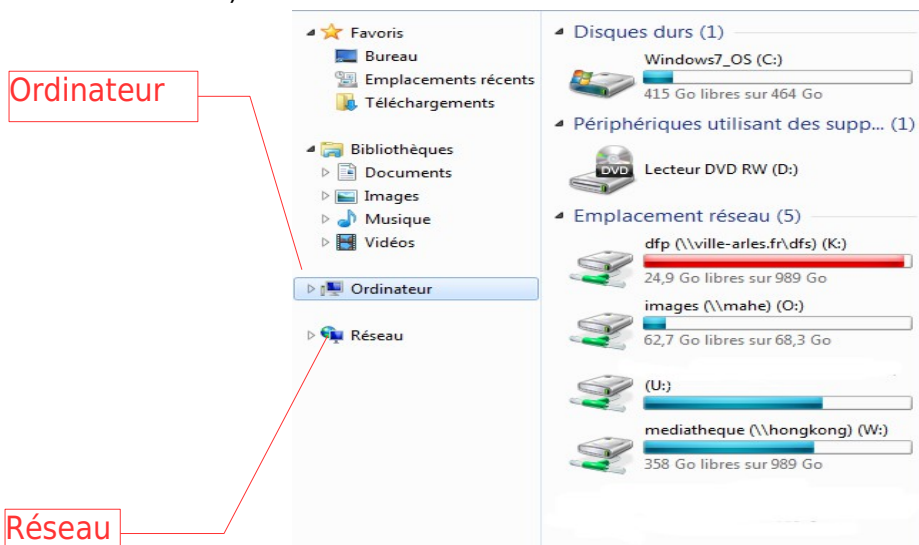 Ordinateur
Réseau
Favoris
Bureau
Emplacements récents
Téléchargements
Bibliothèques
Documents
Images
Musique
Vidéos
Ordinateur
Réseau
Disques durs (1)
Windows7_OS (C:)
415 Go libres sur 464 Go
Périphériques utilisant des supp... (1)
DVD
Lecteur DVD RW (D:)
Emplacement réseau (5)
dfp (\\ville-arles.fr\dfs) (K:)
24,9 Go libres sur 989 Go
images (\\mahe) (O:)
62,7 Go libres sur 68,3 Go
(U:)
mediatheque (\\hongkong) (W:)
358 Go libres sur 989 Go